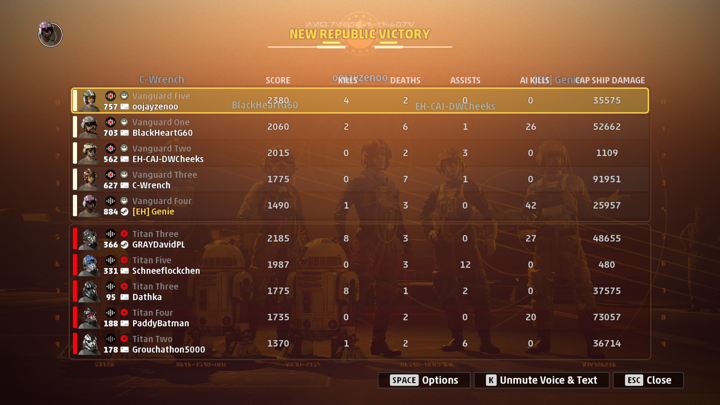 NEW REPUBLIC VICTORY
C-Wrench oojayzenoo [EH] Genie
SCORE KILLS DEATHS ASSISTS AI KILLS CAP SHIP DAMAGE
BlackHeartG60 EH-CAJ-DWCheeks
Vanguard Five
757 oojayzenoo 2380 4 2 0 0 35575
Vanguard One
703 BlackHeartG60 2060 2 6 1 26 52662
Vanguard Two
562 EH-CAJ-DWCheeks 2015 0 2 3 0 1109
Vanguard Three
627 C-Wrench 1775 0 7 1 0 91951
Vanguard Four
884 [EH] Genie 1490 1 3 0 42 25957
Titan Three
366 GRAYDavidPL 2185 8 3 0 27 48655
Titan Five
331 Schneeflockchen 1987 0 3 12 0 480
Titan Three
95 Dathka 1775 8 1 2 0 37575
Titan Four
188 PaddyBatman 1735 0 2 0 20 73057
Titan Two
178 Grouchathon5000 1370 1 2 6 0 36714
SPACE Options K Unmute Voice & Text ESC Close